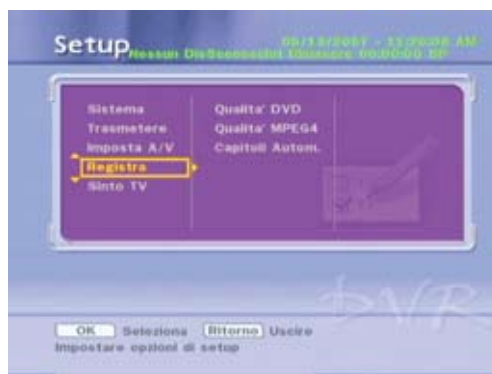 Setup
Nessun
Sistema
Trasmetere
Imposta A/V
Registra
Sinto TV
Qualita' DVD
Qualita' MPEG4
Capitoli Autom.
DVR
OK Seleziona Ritorno Uscire
Impostare opzioni di setup